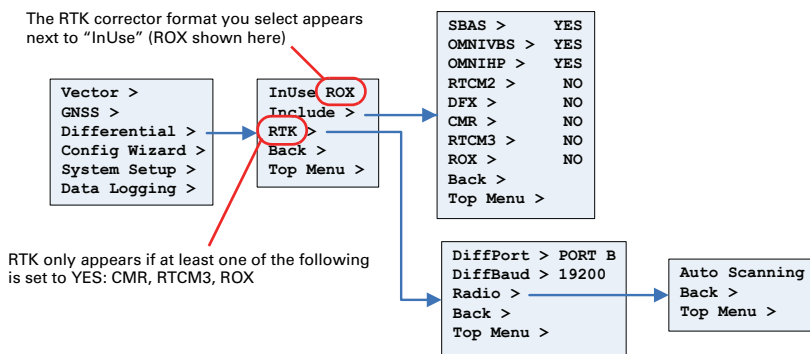 The RTK corrector format you select appears
next to “InUse” (ROX shown here)
Vector >
GNSS >
Differential >
Config Wizard >
System Setup >
Data Logging >
InUse ROX
Include >
RTK >
Back >
Top Menu >
SBAS > YES
OMNIVBS > YES
OMNIHP > YES
RTCM2 > NO
DFX > NO
CMR > NO
RTCM3 > NO
ROX > NO
Back >
Top Menu >
RTK only appears if at least one of the following
is set to YES: CMR, RTCM3, ROX
DiffPort > PORT B
DiffBaud > 19200
Radio >
Back >
Top Menu >
Auto Scanning
Back >
Top Menu >